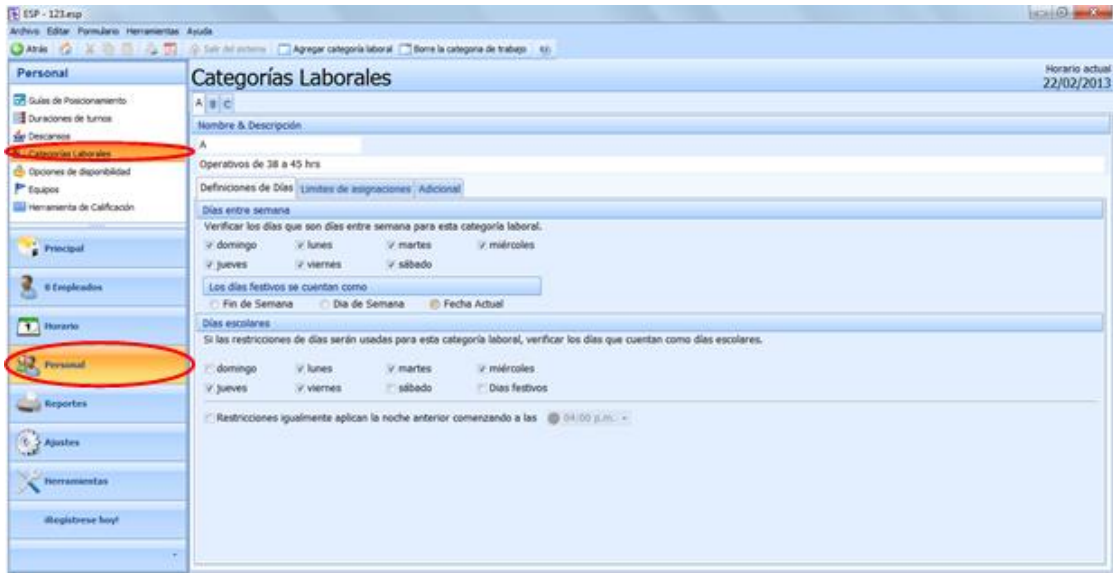 ESP - 123.esp
Archivo Editar Formulario Herramientas Ayuda
Atrás Salir del sistema Agregar categoría laboral Borre la categoria de trabajo
Personal
Guías de Posicionamiento
Duraciones de turnos
Descansos
Categorías Laborales
Opciones de disponibilidad
Equipos
Herramienta de Calificación
Principal
0 Empleados
Horario
Personal
Reportes
Ajustes
Herramientas
¡Regístrese hoy!
Categorías Laborales
Horario actual
22/02/2013
A B C
Nombre & Descripción
A
Operativos de 38 a 45 hrs
Definiciones de Días Limites de asignaciones Adicional
Días entre semana
Verificar los días que son días entre semana para esta categoría laboral.
domingo lunes martes miércoles
jueves viernes sábado
Los días festivos se cuentan como
Fin de Semana Dia de Semana Fecha Actual
Días escolares
Si las restricciones de días serán usadas para esta categoría laboral, verificar los días que cuentan como días escolares.
domingo lunes martes miércoles
jueves viernes sábado Días festivos
Restricciones igualmente aplican la noche anterior comenzando a las 04:00 p.m.